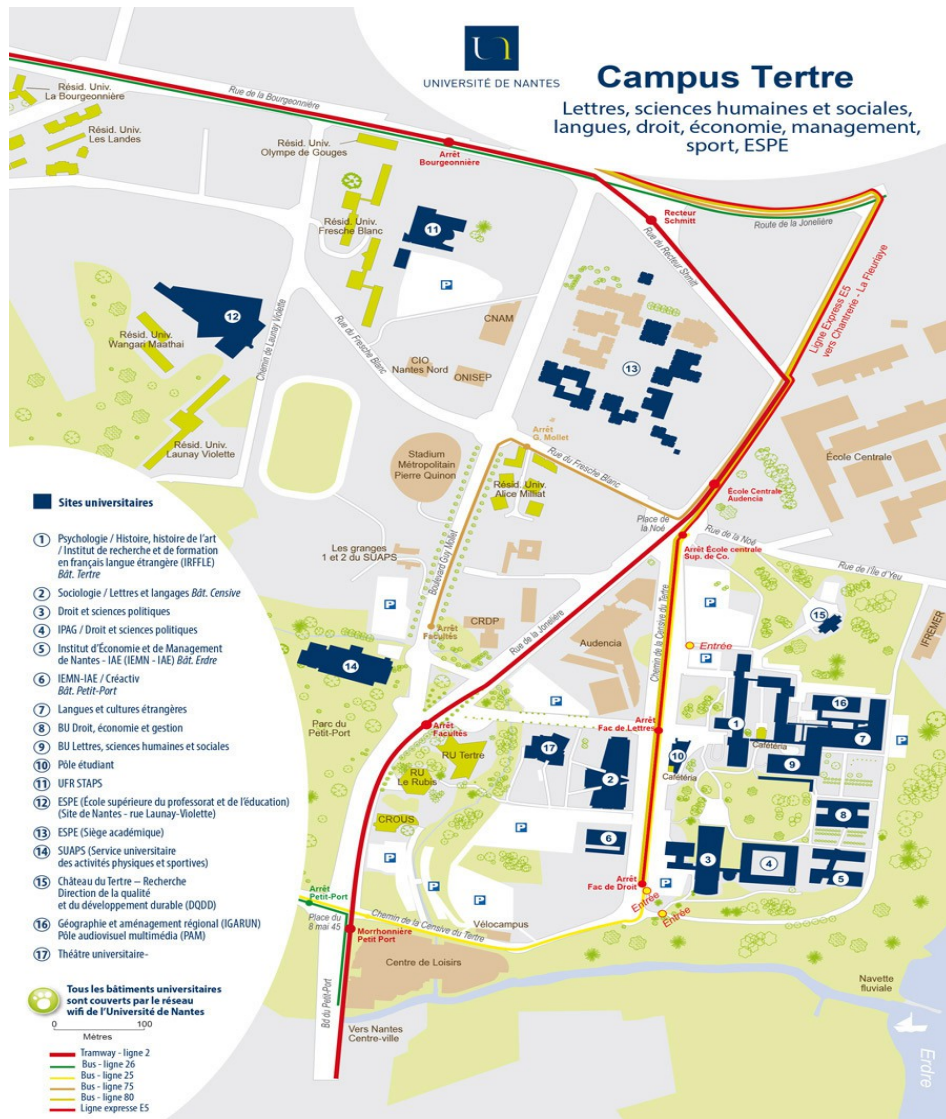 UNIVERSITÉ DE NANTES
Campus Tertre
Lettres, sciences humaines et sociales,
langues, droit, économie, management,
sport, ESPE
Résid. Univ.
La Bourgeonnière
Rue de la Bourgeonnière
Résid. Univ.
Les Landes
Résid. Univ.
Olympe de Gouges
Arrêt
Bourgeonnière
Recteur
Schmitt
Route de la Jonelière
Résid. Univ.
Fresche Blanc
11
P
Rue du Recteur Shmitt
Ligne Express E5
vers Chantrerie - La Fleuriaye
12
Résid. Univ.
Wangari Maathai
Chemin de Launay Violette
Rue du Fresche Blanc
CNAM
CIO
Nantes Nord
ONISEP
13
Résid. Univ.
Launay Violette
Stadium
Métropolitain
Pierre Quinon
Arrêt
G. Mollet
Rue du Fresche Blanc
École Centrale
Résid. Univ.
Alice Milliat
École Centrale
Audencia
Place de
la Noë
Rue de la Noë
Arrêt École centrale
Sup. de Co.
Rue de l'Île d'Yeu
Les granges
1 et 2 du SUAPS
Boulevard Guy Mollet
P
Arrêt
Facultés
CRDP
P
Rue de la Jonelière
Audencia
Chemin de la Censive du Tertre
15
IFREMER
Entrée
P
14
Parc du
Petit-Port
Arrêt
Facultés
RU Tertre
RU
Le Rubis
CROUS
17
2
Arrêt
Fac de Lettres
10
Cafétéria
1
Cafétéria
16
7
9
P
8
P
6
P
P
3
4
5
Arrêt
Fac de Droit
Entrée
Entrée
P
Arrêt
Petit-Port
Place du
8 mai 45
Chemin de la Censive du Tertre
Vélocampus
Morrhonnière
Petit Port
Centre de Loisirs
Bd du Petit-Port
Vers Nantes
Centre-ville
Navette
fluviale
Erdre
Sites universitaires
1 Psychologie / Histoire, histoire de l'art
/ Institut de recherche et de formation
en français langue étrangère (IRFFLE)
Bât. Tertre
2 Sociologie / Lettres et langages Bât. Censive
3 Droit et sciences politiques
4 IPAG / Droit et sciences politiques
5 Institut d'Économie et de Management
de Nantes - IAE (IEMN - IAE) Bât. Erdre
6 IEMN-IAE / Créactiv
Bât. Petit-Port
7 Langues et cultures étrangères
8 BU Droit, économie et gestion
9 BU Lettres, sciences humaines et sociales
10 Pôle étudiant
11 UFR STAPS
12 ESPE (École supérieure du professorat et de l'éducation)
(Site de Nantes - rue Launay-Violette)
13 ESPE (Siège académique)
14 SUAPS (Service universitaire
des activités physiques et sportives)
15 Château du Tertre – Recherche
Direction de la qualité
et du développement durable (DQDD)
16 Géographie et aménagement régional (IGARUN)
Pôle audiovisuel multimédia (PAM)
17 Théâtre universitaire-
Tous les bâtiments universitaires
sont couverts par le réseau
wifi de l'Université de Nantes
0 100
Mètres
Tramway - ligne 2
Bus - ligne 26
Bus - ligne 25
Bus - ligne 75
Bus - ligne 80
Ligne expresse E5